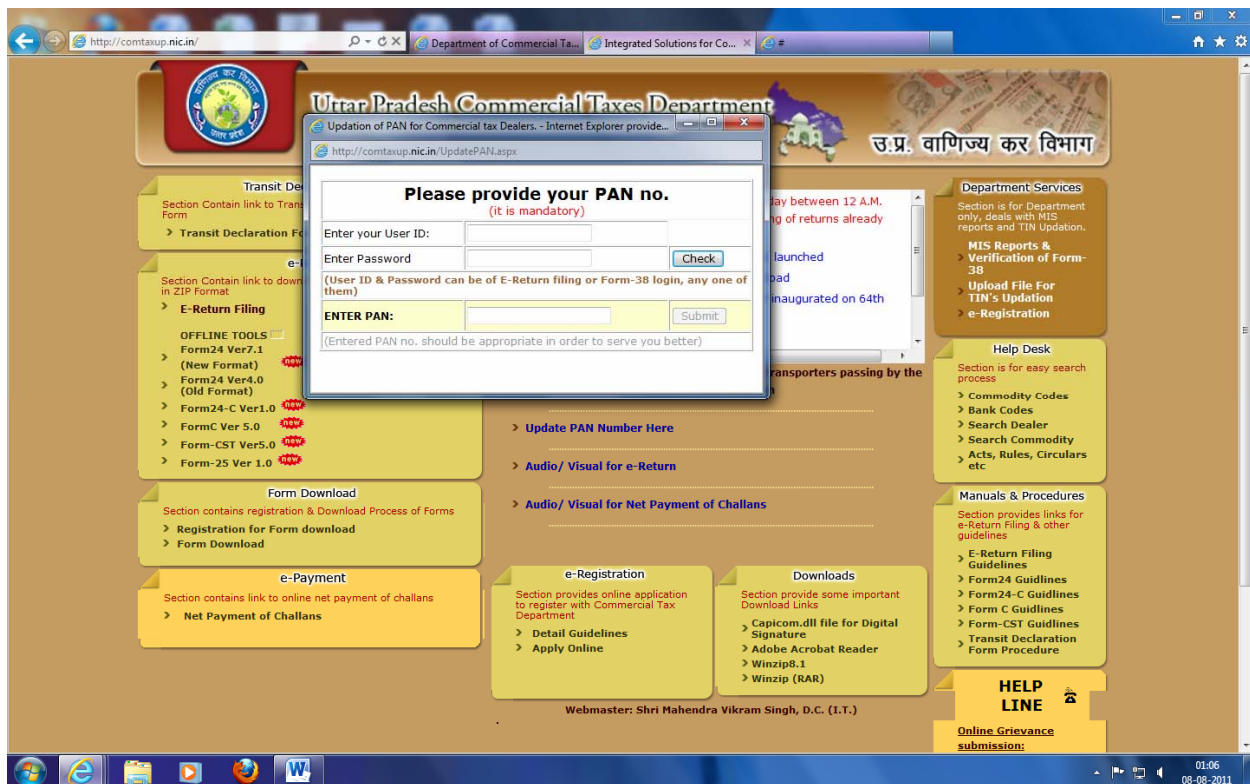 http://comtaxup.nic.in/
Department of Commercial Ta...
Integrated Solutions for Co...
#
वाणिज्य कर विभाग
उत्तर प्रदेश
Uttar Pradesh Commercial Taxes Department
उ.प्र. वाणिज्य कर विभाग
Updation of PAN for Commercial tax Dealers. - Internet Explorer provide...
http://comtaxup.nic.in/UpdatePAN.aspx
Please provide your PAN no.
(it is mandatory)
Enter your User ID:
Enter Password
Check
(User ID & Password can be of E-Return filing or Form-38 login, any one of
them)
ENTER PAN:
Submit
(Entered PAN no. should be appropriate in order to serve you better)
Transit De
Section Contain link to Trans
Form
Transit Declaration Fo
Section Contain link to down
in ZIP Format
E-Return Filing
OFFLINE TOOLS
Form24 Ver7.1
(New Format) new
Form24 Ver4.0
(Old Format)
Form24-C Ver1.0 new
FormC Ver 5.0 new
Form-CST Ver5.0 new
Form-25 Ver 1.0 new
Form Download
Section contains registration & Download Process of Forms
Registration for Form download
Form Download
e-Payment
Section contains link to online net payment of challans
Net Payment of Challans
day between 12 A.M.
ng of returns already
launched
oad
inaugurated on 64th
ransporters passing by the
Update PAN Number Here
Audio/ Visual for e-Return
Audio/ Visual for Net Payment of Challans
e-Registration
Section provides online application
to register with Commercial Tax
Department
Detail Guidelines
Apply Online
Downloads
Section provide some important
Download Links
Capicom.dll file for Digital
Signature
Adobe Acrobat Reader
Winzip8.1
Winzip (RAR)
Webmaster: Shri Mahendra Vikram Singh, D.C. (I.T.)
Department Services
Section is for Department
only, deals with MIS
reports and TIN Updation.
MIS Reports &
Verification of Form-
38
Upload File For
TIN's Updation
e-Registration
Help Desk
Section is for easy search
process
Commodity Codes
Bank Codes
Search Dealer
Search Commodity
Acts, Rules, Circulars
etc
Manuals & Procedures
Section provides links for
e-Return Filing & other
guidelines
E-Return Filing
Guidelines
Form24 Guidlines
Form24-C Guidlines
Form C Guidlines
Form-CST Guidlines
Transit Declaration
Form Procedure
HELP
LINE
Online Grievance
submission:
01:06
08-08-2011